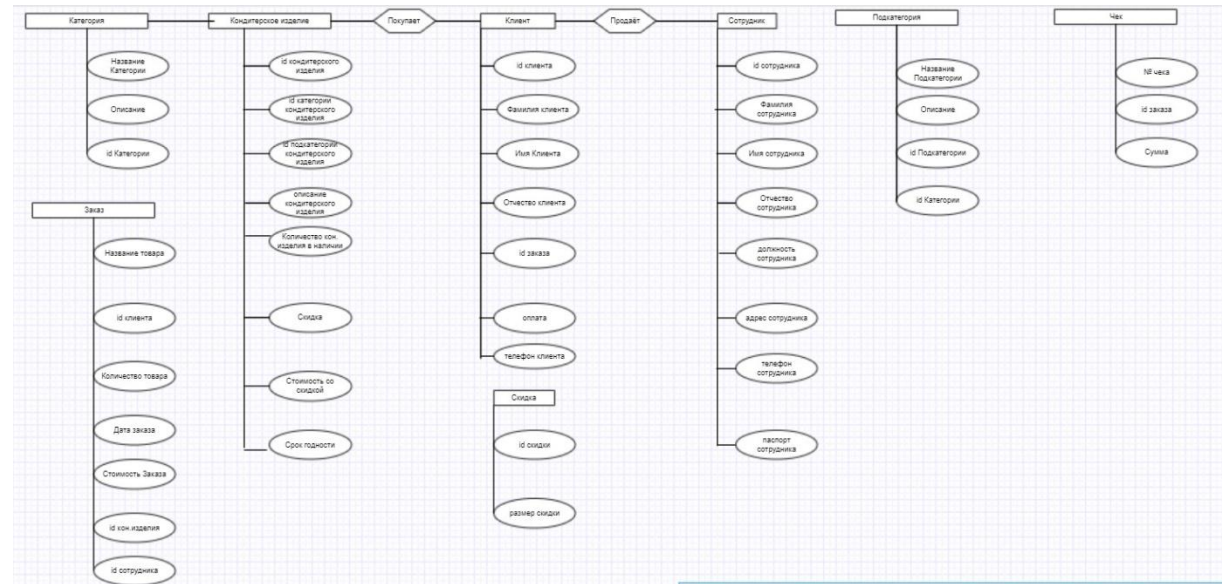 Категория
Кондитерское изделие
Покупает
Клиент
Продаёт
Сотрудник
Подкатегория
Чек
Название
Категории
Описание
id Категории
id кондитерского
изделия
id категории
кондитерского
изделия
id подкатегории
кондитерского
изделия
описание
кондитерского
изделия
Количество кон.
изделия в наличии
Скидка
Стоимость со
скидкой
Срок годности
id клиента
Фамилия клиента
Имя Клиента
Отчество клиента
id заказа
оплата
телефон клиента
id сотрудника
Фамилия
сотрудника
Имя сотрудника
Отчество
сотрудника
должность
сотрудника
адрес сотрудника
телефон
сотрудника
паспорт
сотрудника
Название
Подкатегории
Описание
id Подкатегории
id Категории
№ чека
id заказа
Сумма
Заказ
Название товара
id клиента
Количество товара
Дата заказа
Стоимость Заказа
id кон.изделия
id сотрудника
Скидка
id скидки
размер скидки